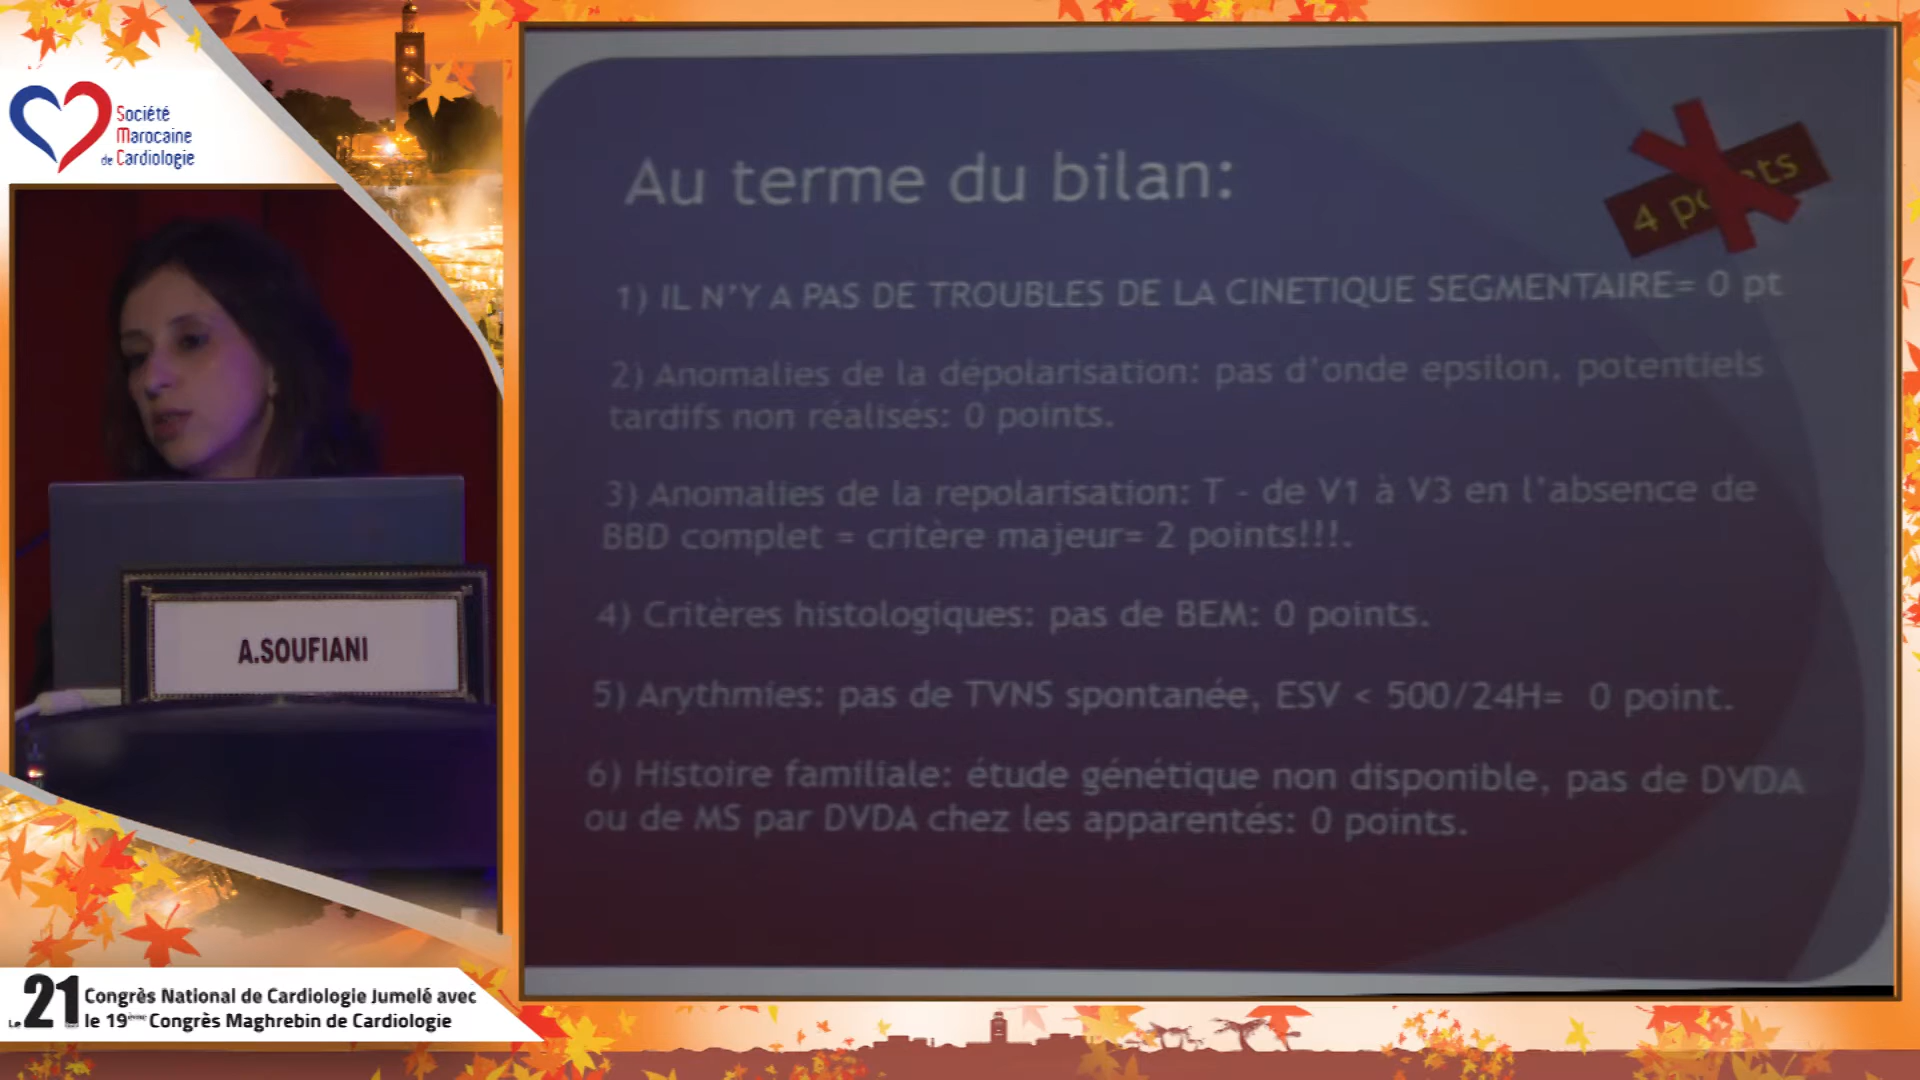 Société
Marocaine
de Cardiologie
A.SOUFIANI
Le 21 Congrès National de Cardiologie Jumelé avec
le 19ème Congrès Maghrebin de Cardiologie
Au terme du bilan:
4 po nts
1) IL N'Y A PAS DE TROUBLES DE LA CINETIQUE SEGMENTAIRE= 0 pt
2) Anomalies de la dépolarisation: pas d'onde epsilon, potentiels
tardifs non réalisés: 0 points.
3) Anomalies de la repolarisation: T - de V1 à V3 en l'absence de
BBD complet = critère majeur= 2 points!!!.
4) Critères histologiques: pas de BEM: 0 points.
5) Arythmies: pas de TVNS spontanée, ESV < 500/24H= 0 point.
6) Histoire familiale: étude génétique non disponible, pas de DVDA
ou de MS par DVDA chez les apparentés: 0 points.